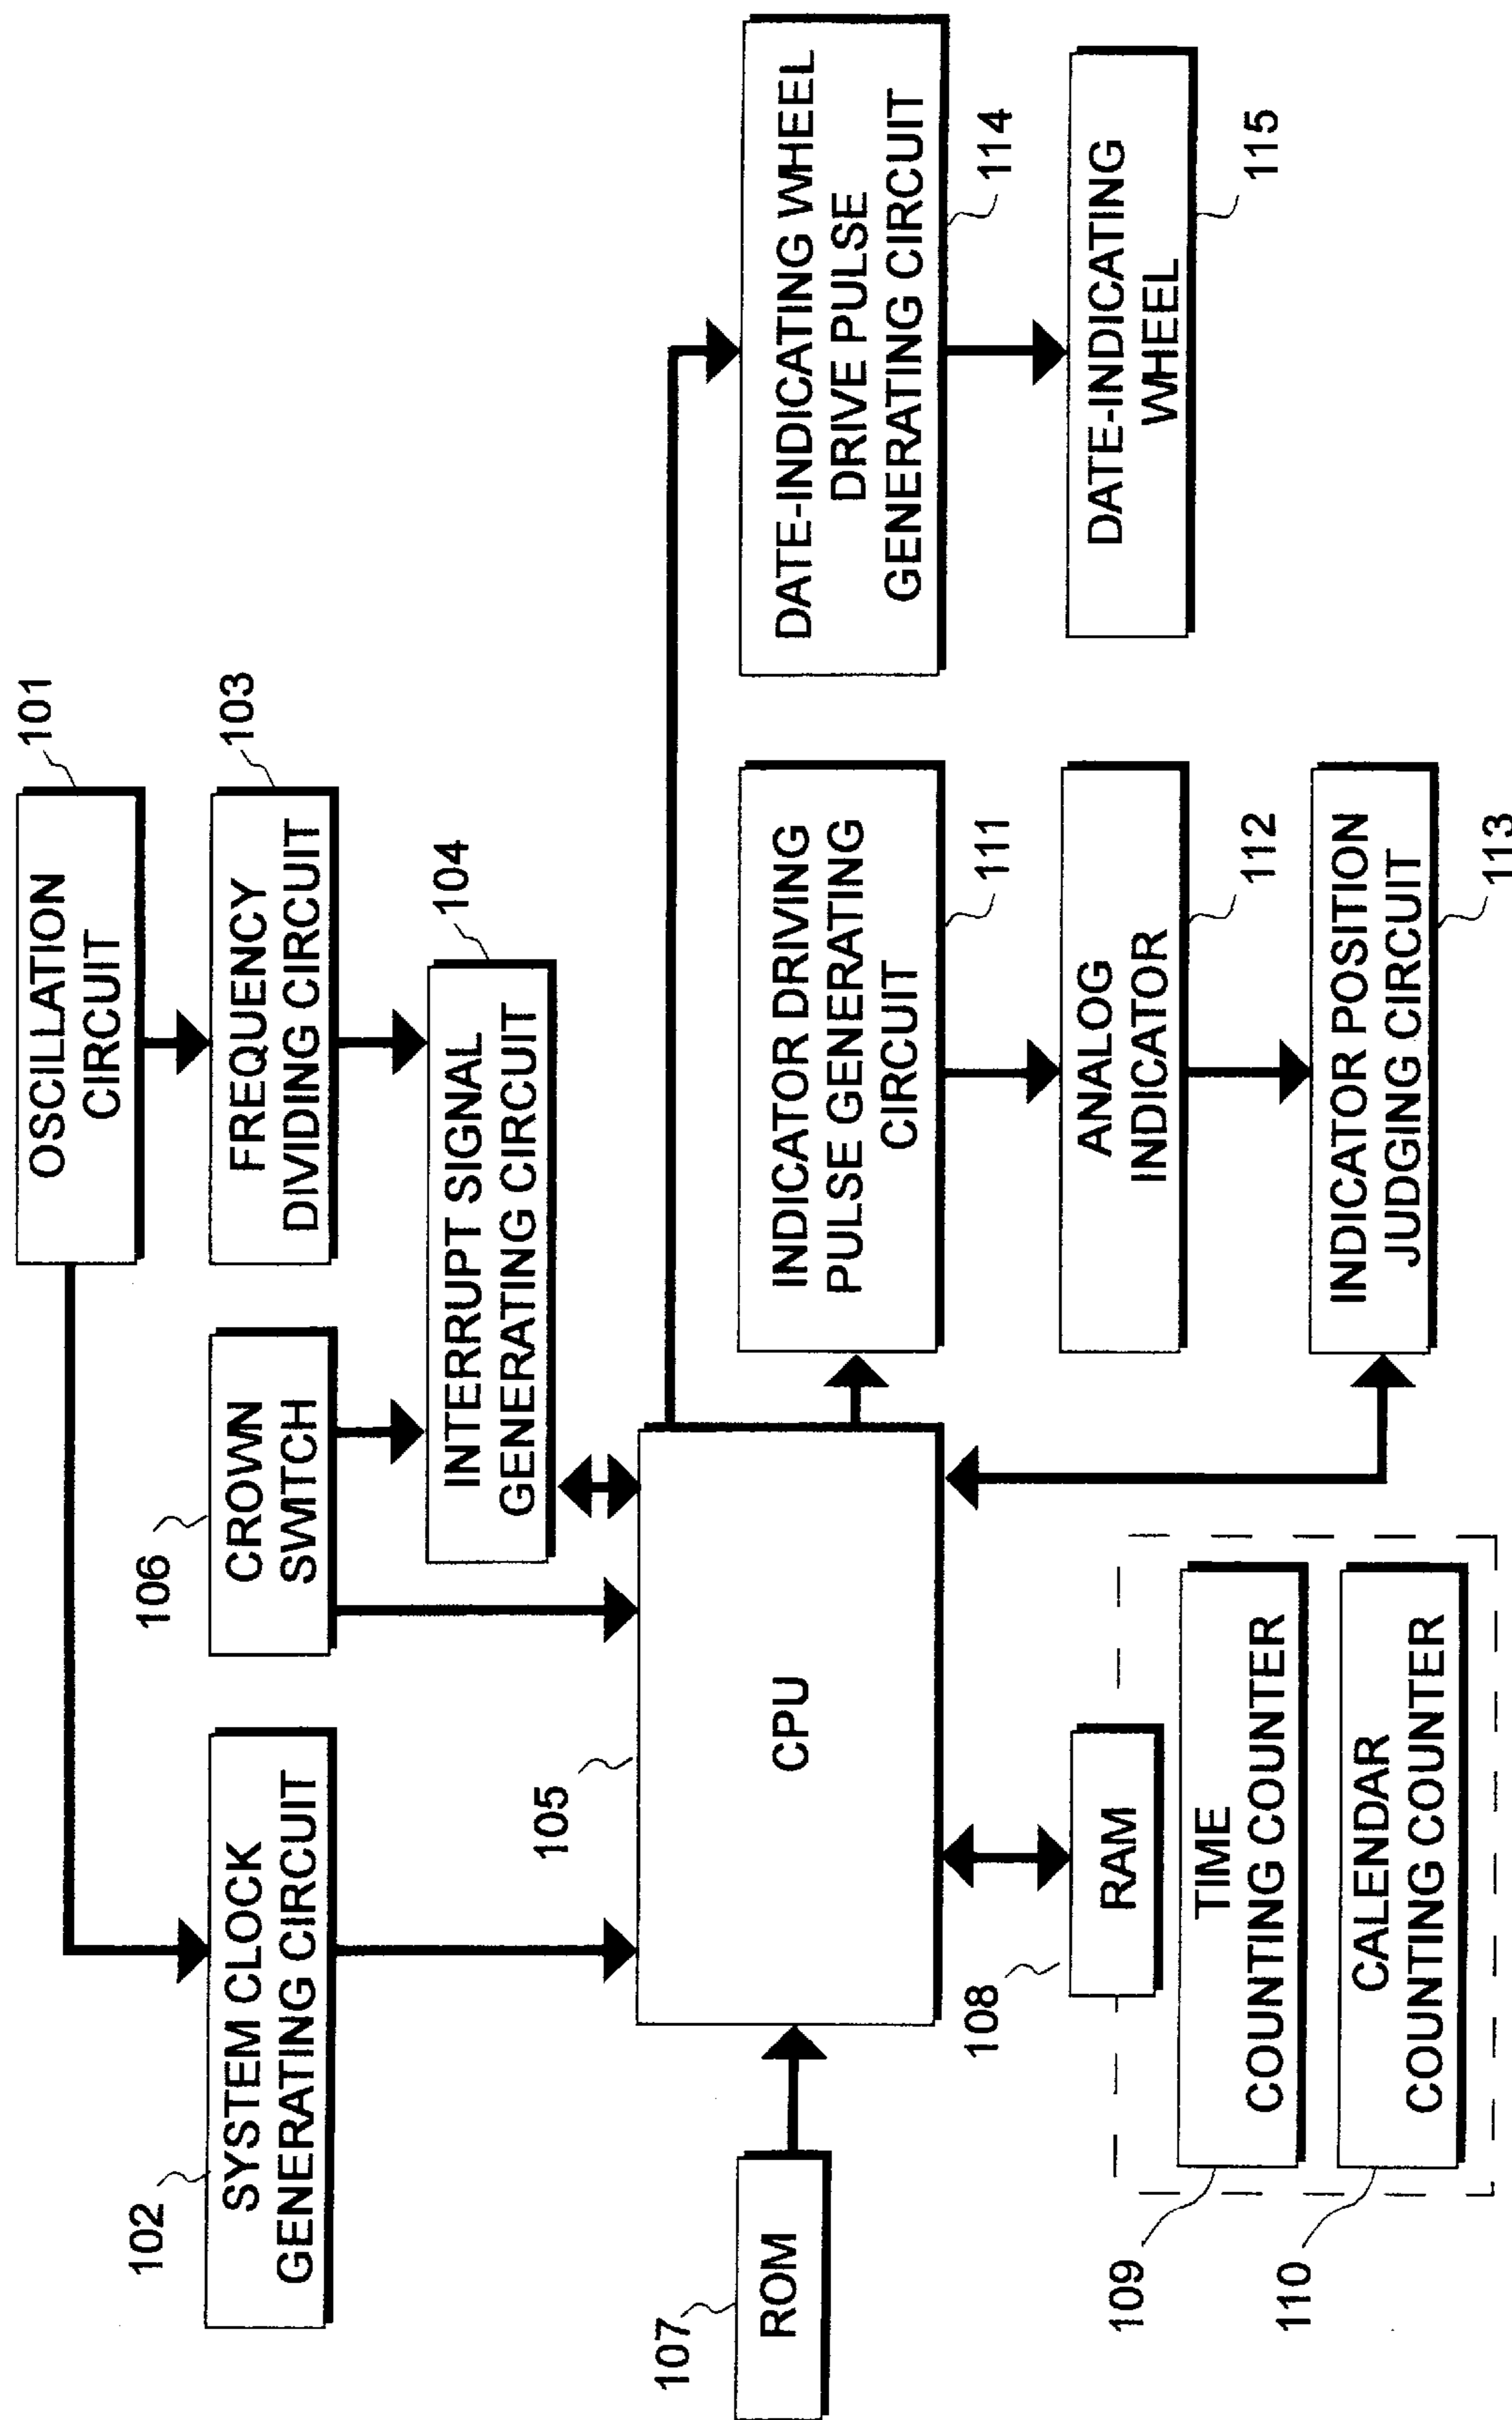 OSCILLATION
CIRCUIT
101
FREQUENCY
DIVIDING CIRCUIT
103
CROWN
SWITCH
106
SYSTEM CLOCK
GENERATING CIRCUIT
102
INTERRUPT SIGNAL
GENERATING CIRCUIT
104
CPU
105
ROM
107
RAM
108
TIME
COUNTING COUNTER
109
CALENDAR
COUNTING COUNTER
110
INDICATOR DRIVING
PULSE GENERATING
CIRCUIT
111
ANALOG
INDICATOR
112
INDICATOR POSITION
JUDGING CIRCUIT
113
DATE-INDICATING WHEEL
DRIVE PULSE
GENERATING CIRCUIT
114
DATE-INDICATING
WHEEL
115